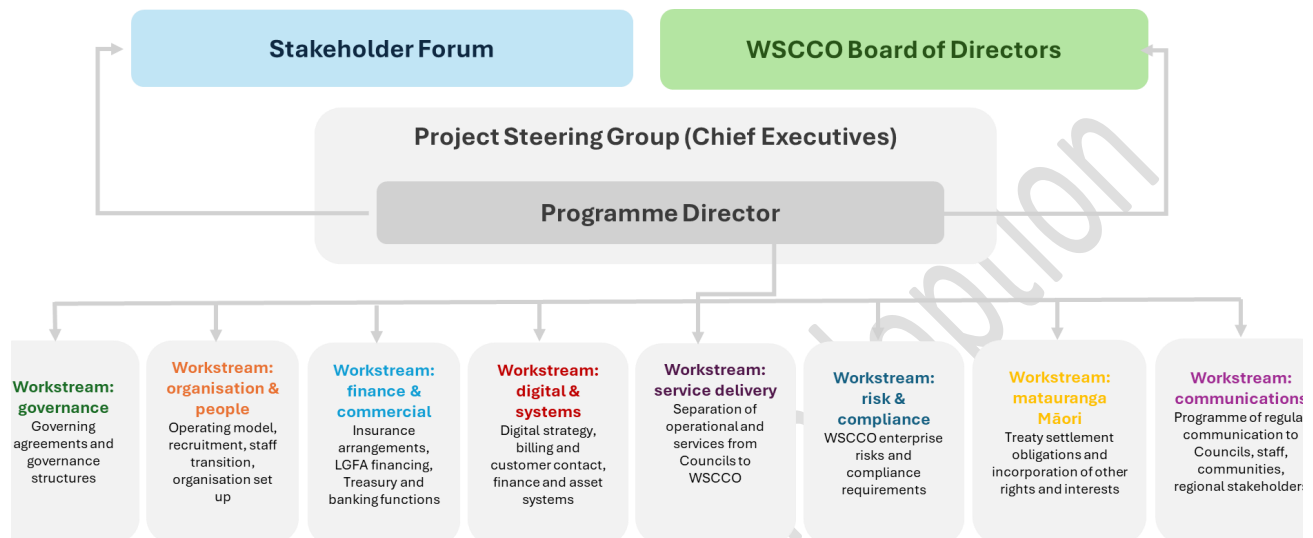 Stakeholder Forum
WSCCO Board of Directors
Project Steering Group (Chief Executives)
Programme Director
Workstream:
governance
Governing
agreements and
governance
structures
Workstream:
organisation &
people
Operating model,
recruitment, staff
transition,
organisation set
up
Workstream:
finance &
commercial
Insurance
arrangements,
LGFA financing,
Treasury and
banking functions
Workstream:
digital &
systems
Digital strategy,
billing and
customer contact,
finance and asset
systems
Workstream:
service delivery
Separation of
operational and
services from
Councils to
WSCCO
Workstream:
risk &
compliance
WSCCO enterprise
risks and
compliance
requirements
Workstream:
matauranga
Māori
Treaty settlement
obligations and
incorporation of other
rights and interests
Workstream:
communications
Programme of regular
communication to
Councils, staff,
communities,
regional stakeholders